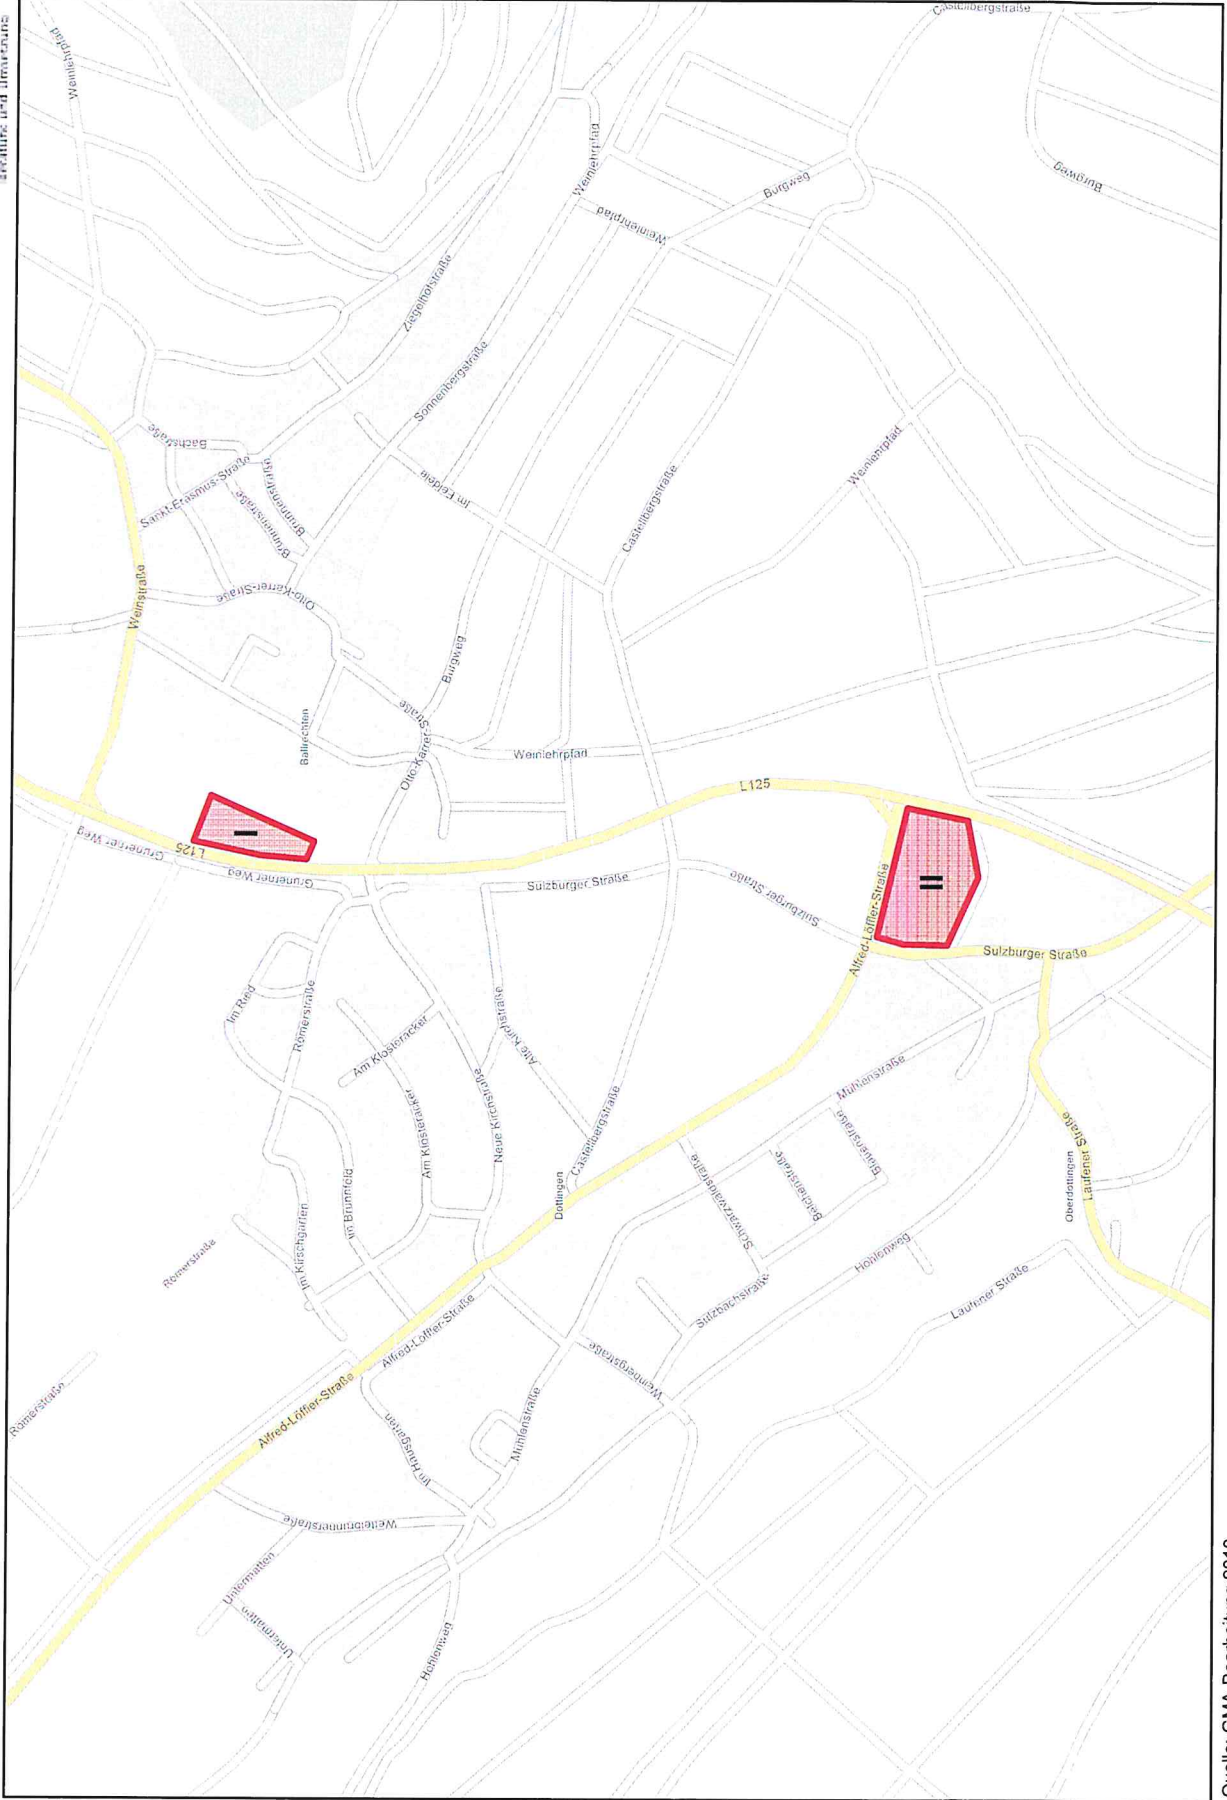 Weinlehrpfad
Castellbergstraße
Weinlehrpfad
Weinlehrpfad
Burgweg
Burgweg
Ziegelhofstraße
Sonnenbergstraße
Bachstraße
Sankt-Erasmus-Straße
Brunnenstraße
Brunnenstraße
Im Feldele
Castellbergstraße
Weinlehrpfad
Weinstraße
Otto-Karrer-Straße
Burgweg
Ballrechten
Otto-Karrer-Straße
Weinlehrpfad
L125
I
L125
Grunerner Weg
Grunerner Weg
Sulzburger Straße
Sulzburger Straße
Alfred-Löffler-Straße
II
Sulzburger Straße
Im Ried
Römerstraße
Am Klosteräcker
Alte Kirchstraße
Am Klosteräcker
Neue Kirchstraße
Castellbergstraße
Mühlenstraße
Blauenstraße
Belchenstraße
Schwarzwaldstraße
Dottingen
Oberdottingen
Laufener Straße
Römerstraße
Im Kirschgarten
Im Brunnfeld
Hohlenweg
Sulzbachstraße
Laufener Straße
Alfred-Löffler-Straße
Weinbergstraße
Römerstraße
Alfred-Löffler-Straße
Im Hausgarten
Mühlenstraße
Untermatten
Untermatten
Hohlenweg